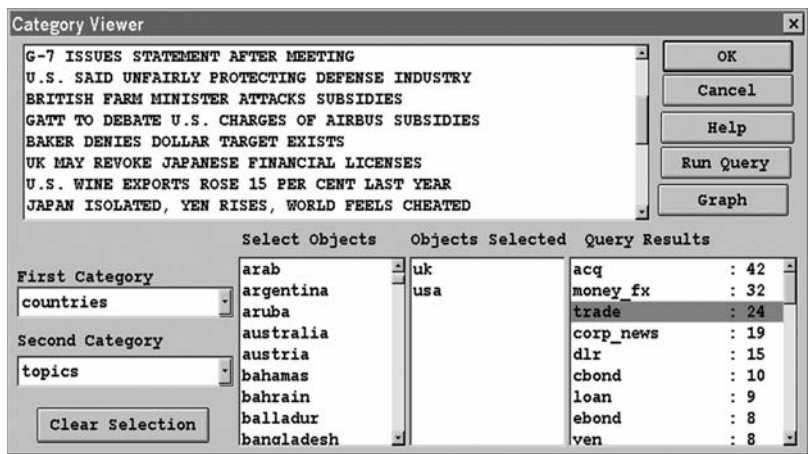 Category Viewer
G-7 ISSUES STATEMENT AFTER MEETING
U.S. SAID UNFAIRLY PROTECTING DEFENSE INDUSTRY
BRITISH FARM MINISTER ATTACKS SUBSIDIES
GATT TO DEBATE U.S. CHARGES OF AIRBUS SUBSIDIES
BAKER DENIES DOLLAR TARGET EXISTS
UK MAY REVOKE JAPANESE FINANCIAL LICENSES
U.S. WINE EXPORTS ROSE 15 PER CENT LAST YEAR
JAPAN ISOLATED, YEN RISES, WORLD FEELS CHEATED
OK
Cancel
Help
Run Query
Graph
First Category
countries
Second Category
topics
Clear Selection
Select Objects
arab
argentina
aruba
australia
austria
bahamas
bahrain
balladur
bangladesh
Objects Selected
uk
usa
Query Results
acq : 42
money_fx : 32
trade : 24
corp_news : 19
dlr : 15
cbond : 10
loan : 9
ebond : 8
yen : 8